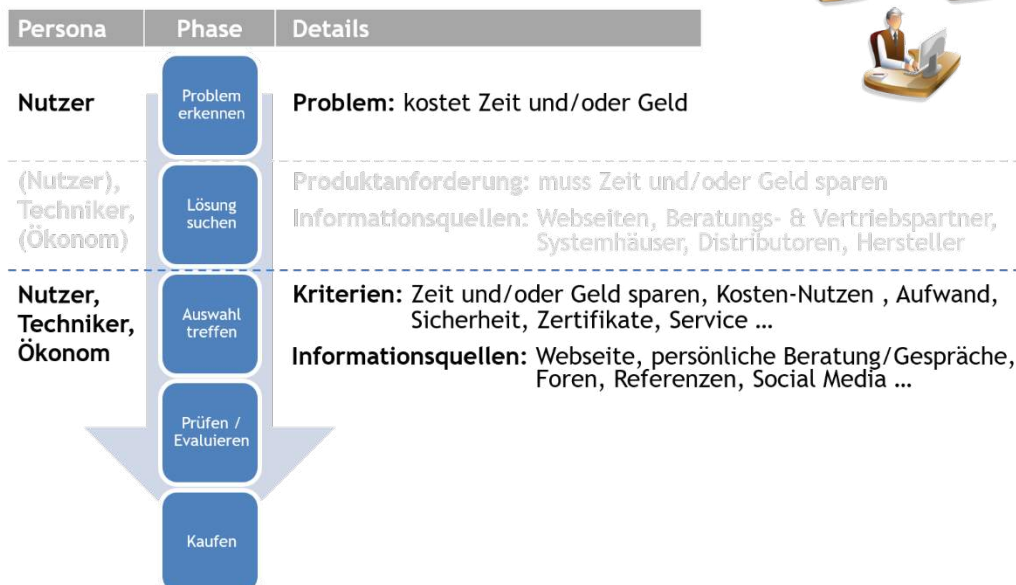 Persona Phase Details
Nutzer
Problem
erkennen
Problem: kostet Zeit und/oder Geld
(Nutzer),
Techniker,
(Ökonom)
Lösung
suchen
Produktanforderung: muss Zeit und/oder Geld sparen
Informationsquellen: Webseiten, Beratungs- & Vertriebspartner,
Systemhäuser, Distributoren, Hersteller
Nutzer,
Techniker,
Ökonom
Auswahl
treffen
Kriterien: Zeit und/oder Geld sparen, Kosten-Nutzen , Aufwand,
Sicherheit, Zertifikate, Service ...
Informationsquellen: Webseite, persönliche Beratung/Gespräche,
Foren, Referenzen, Social Media ...
Prüfen /
Evaluieren
Kaufen